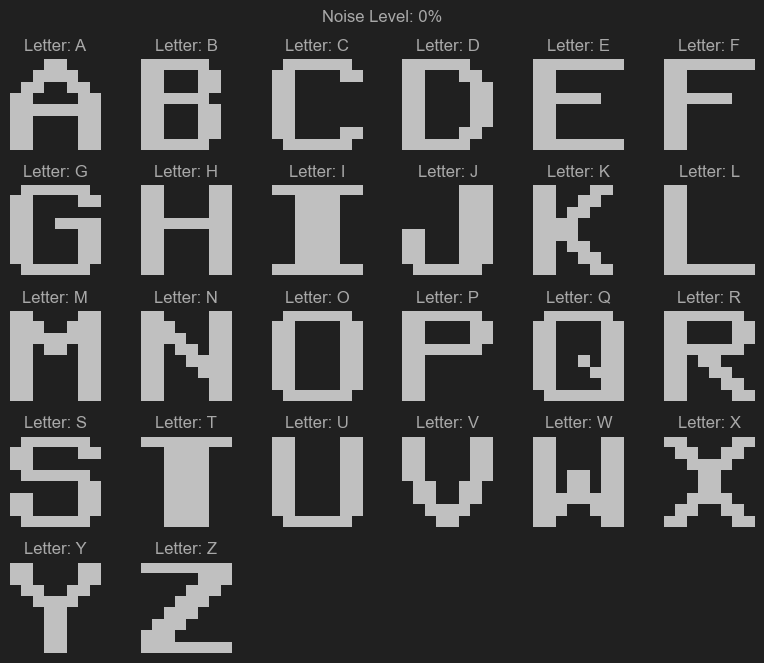 Noise Level: 0%
Letter: A Letter: B Letter: C Letter: D Letter: E Letter: F
A B C D E F
Letter: G Letter: H Letter: I Letter: J Letter: K Letter: L
G H I J K L
Letter: M Letter: N Letter: O Letter: P Letter: Q Letter: R
M N O P Q R
Letter: S Letter: T Letter: U Letter: V Letter: W Letter: X
S T U V W X
Letter: Y Letter: Z
Y Z